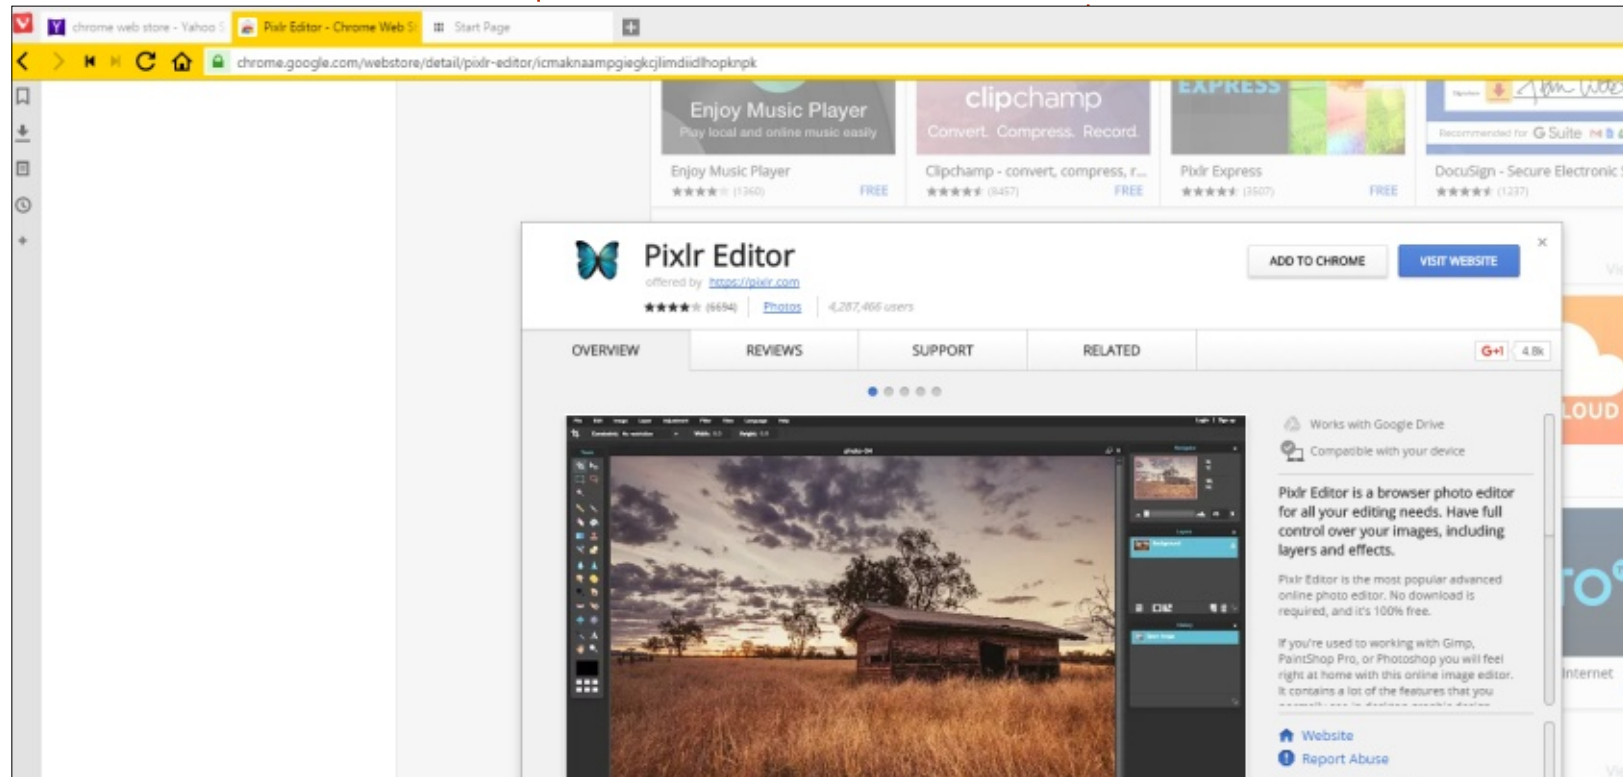 chrome web store - Yahoo S
Pixlr Editor - Chrome Web St
Start Page
chrome.google.com/webstore/detail/pixlr-editor/icmaknaampgiegkcjlimdiidlhopknpk
Enjoy Music Player
Play local and online music easily
clipchamp
Convert. Compress. Record.
EXPRESS
Recommended for G Suite
Enjoy Music Player
(1360) FREE
Clipchamp - convert, compress, r...
(8457) FREE
Pixlr Express
(3507) FREE
DocuSign - Secure Electronic S
(1237)
Pixlr Editor
offered by https://pixlr.com
(6694) Photos 4,287,466 users
ADD TO CHROME
VISIT WEBSITE
OVERVIEW REVIEWS SUPPORT RELATED
G+1 4.8k
Works with Google Drive
Compatible with your device
Pixlr Editor is a browser photo editor
for all your editing needs. Have full
control over your images, including
layers and effects.
Pixlr Editor is the most popular advanced
online photo editor. No download is
required, and it's 100% free.
If you're used to working with Gimp,
PaintShop Pro, or Photoshop you will feel
right at home with this online image editor.
It contains a lot of the features that you
Website
Report Abuse
LOUD
TO
Internet